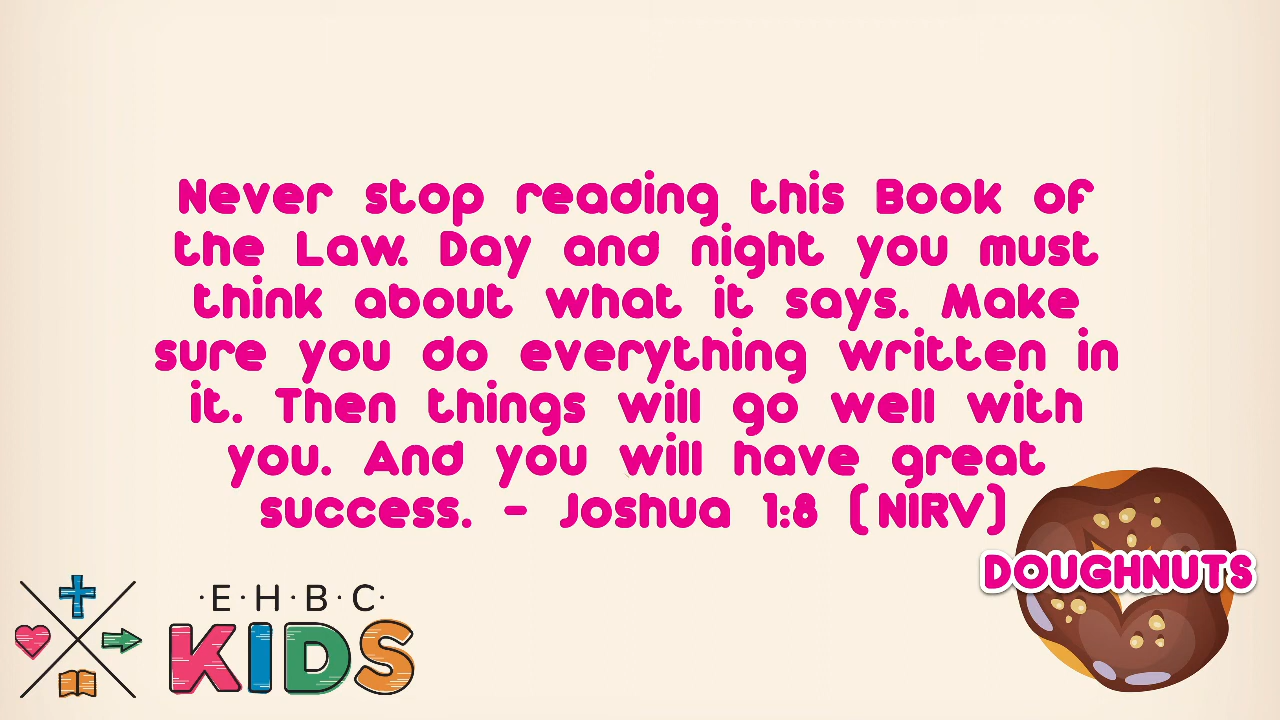 Never stop reading this Book of
the Law. Day and night you must
think about what it says. Make
sure you do everything written in
it. Then things will go well with
you. And you will have great
success. - Joshua 1:8 (NIRV)
DOUGHNUTS
·E·H·B·C·
KIDS